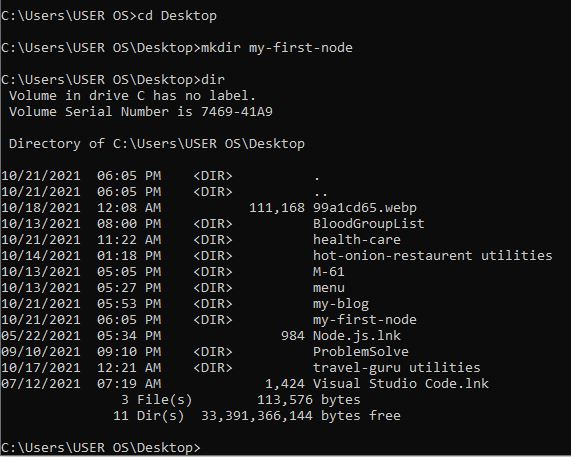 C:\Users\USER OS>cd Desktop
C:\Users\USER OS\Desktop>mkdir my-first-node
C:\Users\USER OS\Desktop>dir
 Volume in drive C has no label.
 Volume Serial Number is 7469-41A9
 Directory of C:\Users\USER OS\Desktop
10/21/2021  06:05 PM    <DIR>          .
10/21/2021  06:05 PM    <DIR>          ..
10/18/2021  12:08 AM           111,168 99a1cd65.webp
10/13/2021  08:00 PM    <DIR>          BloodGroupList
10/21/2021  11:22 AM    <DIR>          health-care
10/14/2021  01:18 PM    <DIR>          hot-onion-restaurent utilities
10/13/2021  05:05 PM    <DIR>          M-61
10/13/2021  05:27 PM    <DIR>          menu
10/21/2021  05:53 PM    <DIR>          my-blog
10/21/2021  06:05 PM    <DIR>          my-first-node
05/22/2021  05:34 PM               984 Node.js.lnk
09/10/2021  09:10 PM    <DIR>          ProblemSolve
10/17/2021  12:21 AM    <DIR>          travel-guru utilities
07/12/2021  07:19 AM             1,424 Visual Studio Code.lnk
               3 File(s)        113,576 bytes
              11 Dir(s)  33,391,366,144 bytes free
C:\Users\USER OS\Desktop>